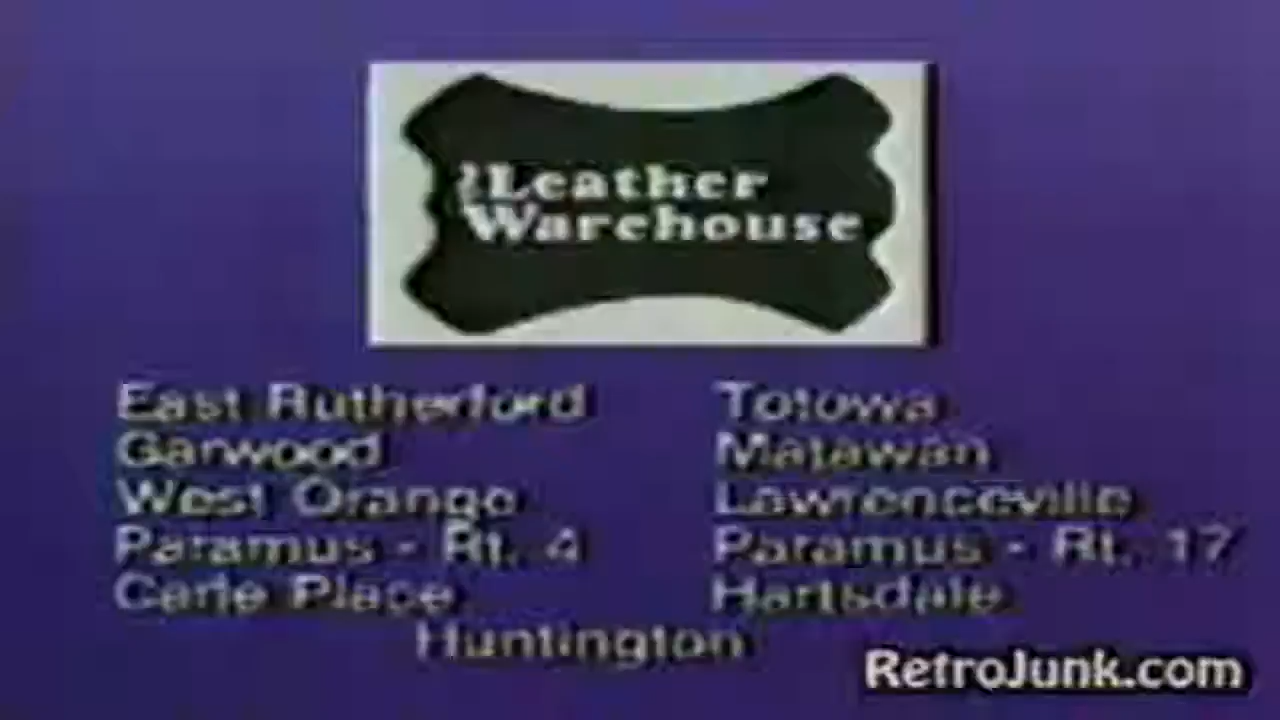 The Leather
Warehouse
East Rutherford
Totowa
Garwood
Matawan
West Orange
Lawrenceville
Paramus - Rt. 4
Paramus - Rt. 17
Carle Place
Hartsdale
Huntington
RetroJunk.com